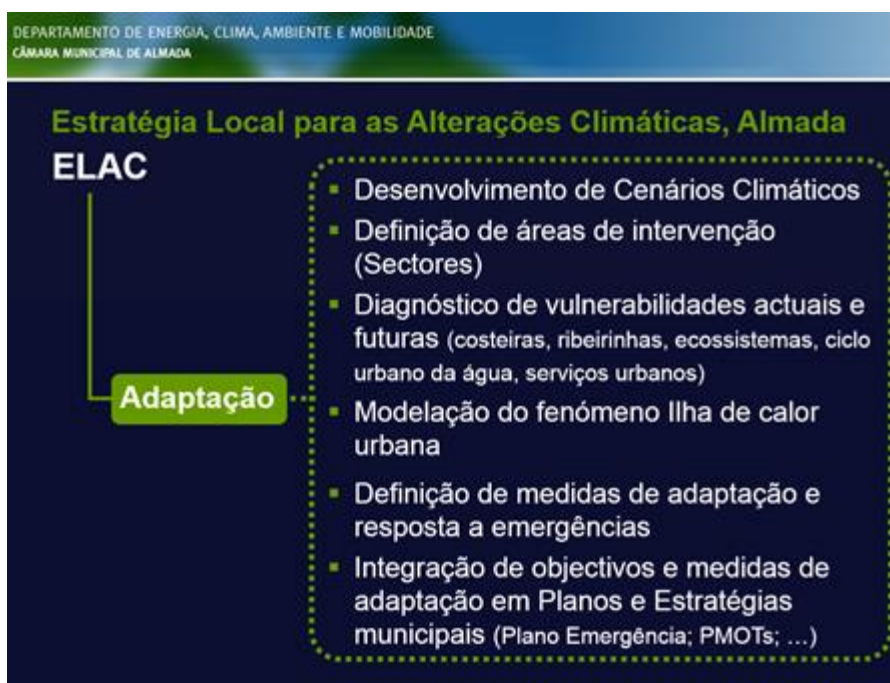 DEPARTAMENTO DE ENERGIA, CLIMA, AMBIENTE E MOBILIDADE
CÂMARA MUNICIPAL DE ALMADA
Estratégia Local para as Alterações Climáticas, Almada
ELAC
Adaptação
▪ Desenvolvimento de Cenários Climáticos
▪ Definição de áreas de intervenção
(Sectores)
▪ Diagnóstico de vulnerabilidades actuais e
futuras (costeiras, ribeirinhas, ecossistemas, ciclo
urbano da água, serviços urbanos)
▪ Modelação do fenómeno Ilha de calor
urbana
▪ Definição de medidas de adaptação e
resposta a emergências
▪ Integração de objectivos e medidas de
adaptação em Planos e Estratégias
municipais (Plano Emergência; PMOTs; ...)